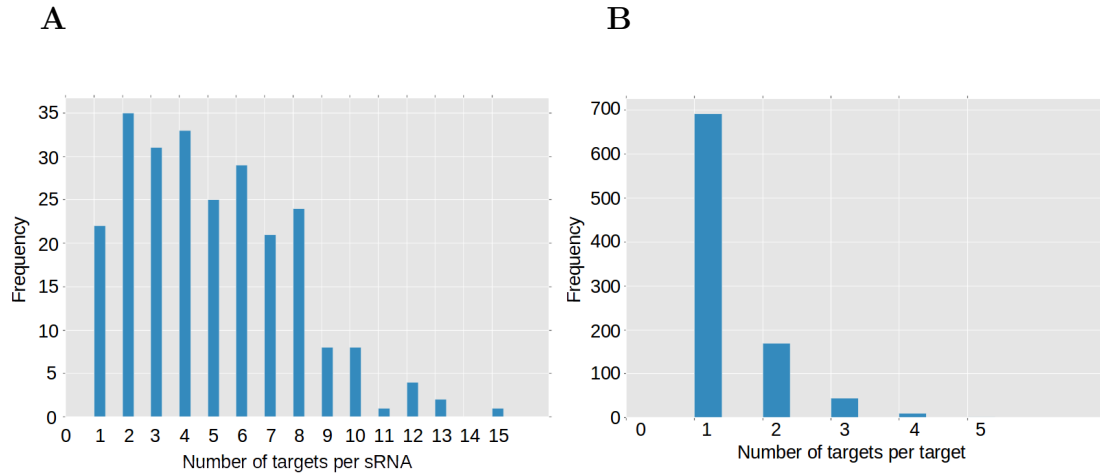 A
B
35
30
25
20
15
10
5
0
Frequency
0 1 2 3 4 5 6 7 8 9 10 11 12 13 14 15
Number of targets per sRNA
700
600
500
400
300
200
100
0
Frequency
0 1 2 3 4 5
Number of targets per target